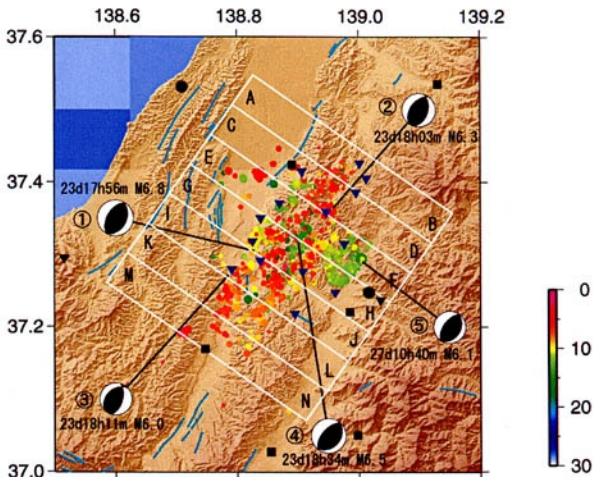 138.6 138.8 139.0 139.2
37.6
37.4
37.2
37.0
A
C
E
G
I
K
M
B
D
F
H
J
L
N
②
23d18h03m M6.3
23d17h56m M6.8
①
⑤
27d10h40m M6.1
③
23d18h11m M6.0
④
23d18h34m M6.5
0
10
20
30